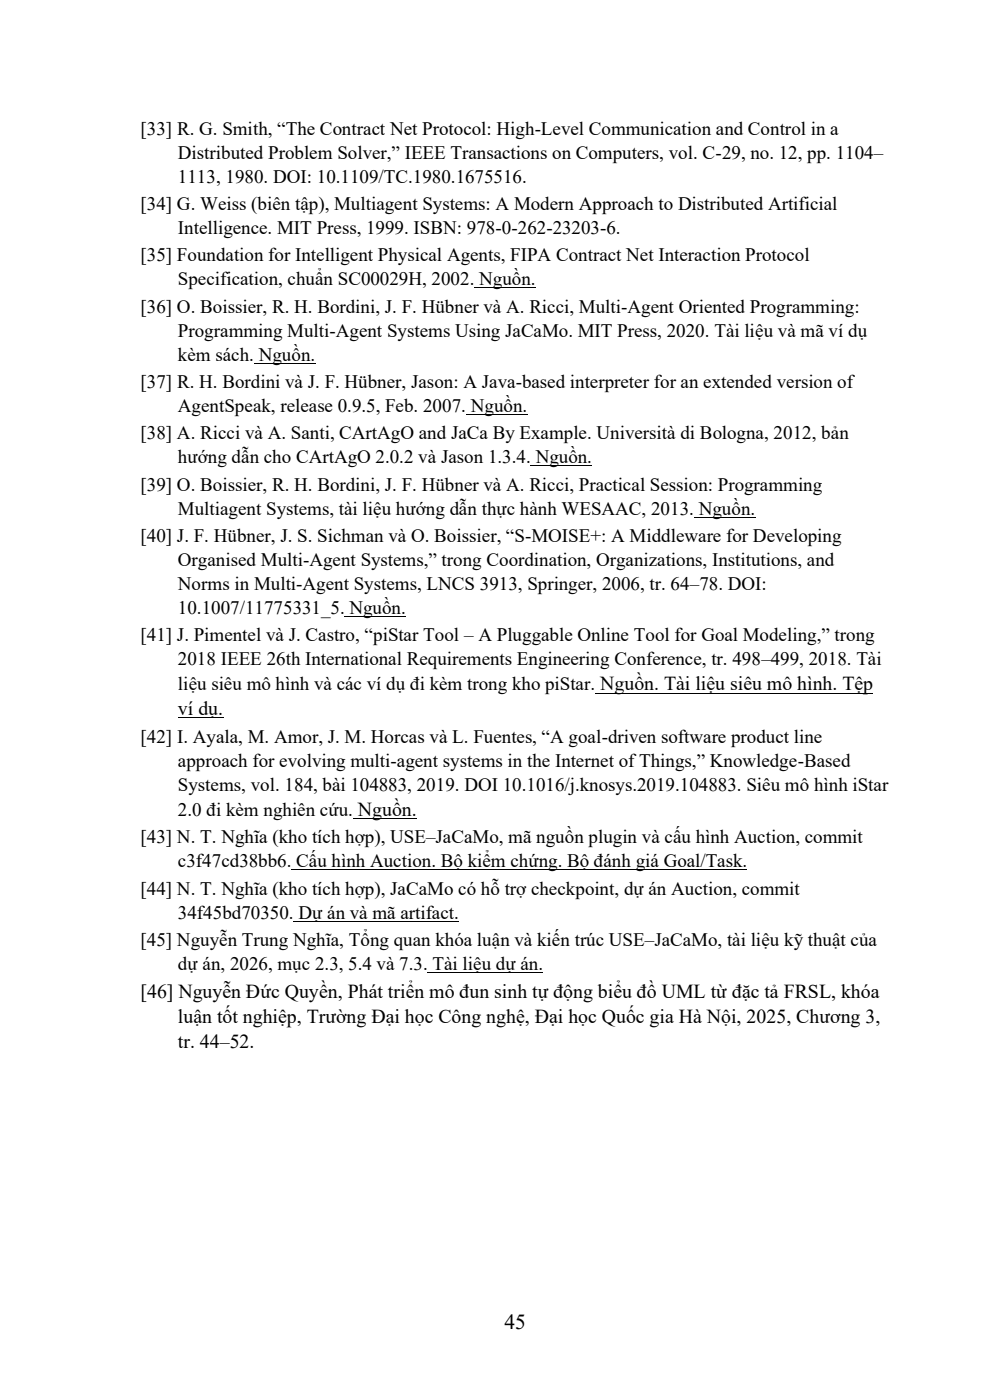 [33] R. G. Smith, “The Contract Net Protocol: High-Level Communication and Control in a
Distributed Problem Solver,” IEEE Transactions on Computers, vol. C-29, no. 12, pp. 1104–
1113, 1980. DOI: 10.1109/TC.1980.1675516.
[34] G. Weiss (biên tập), Multiagent Systems: A Modern Approach to Distributed Artificial
Intelligence. MIT Press, 1999. ISBN: 978-0-262-23203-6.
[35] Foundation for Intelligent Physical Agents, FIPA Contract Net Interaction Protocol
Specification, chuẩn SC00029H, 2002. Nguồn.
[36] O. Boissier, R. H. Bordini, J. F. Hübner và A. Ricci, Multi-Agent Oriented Programming:
Programming Multi-Agent Systems Using JaCaMo. MIT Press, 2020. Tài liệu và mã ví dụ
kèm sách. Nguồn.
[37] R. H. Bordini và J. F. Hübner, Jason: A Java-based interpreter for an extended version of
AgentSpeak, release 0.9.5, Feb. 2007. Nguồn.
[38] A. Ricci và A. Santi, CArtAgO and JaCa By Example. Università di Bologna, 2012, bản
hướng dẫn cho CArtAgO 2.0.2 và Jason 1.3.4. Nguồn.
[39] O. Boissier, R. H. Bordini, J. F. Hübner và A. Ricci, Practical Session: Programming
Multiagent Systems, tài liệu hướng dẫn thực hành WESAAC, 2013. Nguồn.
[40] J. F. Hübner, J. S. Sichman và O. Boissier, “S-MOISE+: A Middleware for Developing
Organised Multi-Agent Systems,” trong Coordination, Organizations, Institutions, and
Norms in Multi-Agent Systems, LNCS 3913, Springer, 2006, tr. 64–78. DOI:
10.1007/11775331_5. Nguồn.
[41] J. Pimentel và J. Castro, “piStar Tool – A Pluggable Online Tool for Goal Modeling,” trong
2018 IEEE 26th International Requirements Engineering Conference, tr. 498–499, 2018. Tài
liệu siêu mô hình và các ví dụ đi kèm trong kho piStar. Nguồn. Tài liệu siêu mô hình. Tệp
ví dụ.
[42] I. Ayala, M. Amor, J. M. Horcas và L. Fuentes, “A goal-driven software product line
approach for evolving multi-agent systems in the Internet of Things,” Knowledge-Based
Systems, vol. 184, bài 104883, 2019. DOI 10.1016/j.knosys.2019.104883. Siêu mô hình iStar
2.0 đi kèm nghiên cứu. Nguồn.
[43] N. T. Nghĩa (kho tích hợp), USE–JaCaMo, mã nguồn plugin và cấu hình Auction, commit
c3f47cd38bb6. Cấu hình Auction. Bộ kiểm chứng. Bộ đánh giá Goal/Task.
[44] N. T. Nghĩa (kho tích hợp), JaCaMo có hỗ trợ checkpoint, dự án Auction, commit
34f45bd70350. Dự án và mã artifact.
[45] Nguyễn Trung Nghĩa, Tổng quan khóa luận và kiến trúc USE–JaCaMo, tài liệu kỹ thuật của
dự án, 2026, mục 2.3, 5.4 và 7.3. Tài liệu dự án.
[46] Nguyễn Đức Quyền, Phát triển mô đun sinh tự động biểu đồ UML từ đặc tả FRSL, khóa
luận tốt nghiệp, Trường Đại học Công nghệ, Đại học Quốc gia Hà Nội, 2025, Chương 3,
tr. 44–52.
45